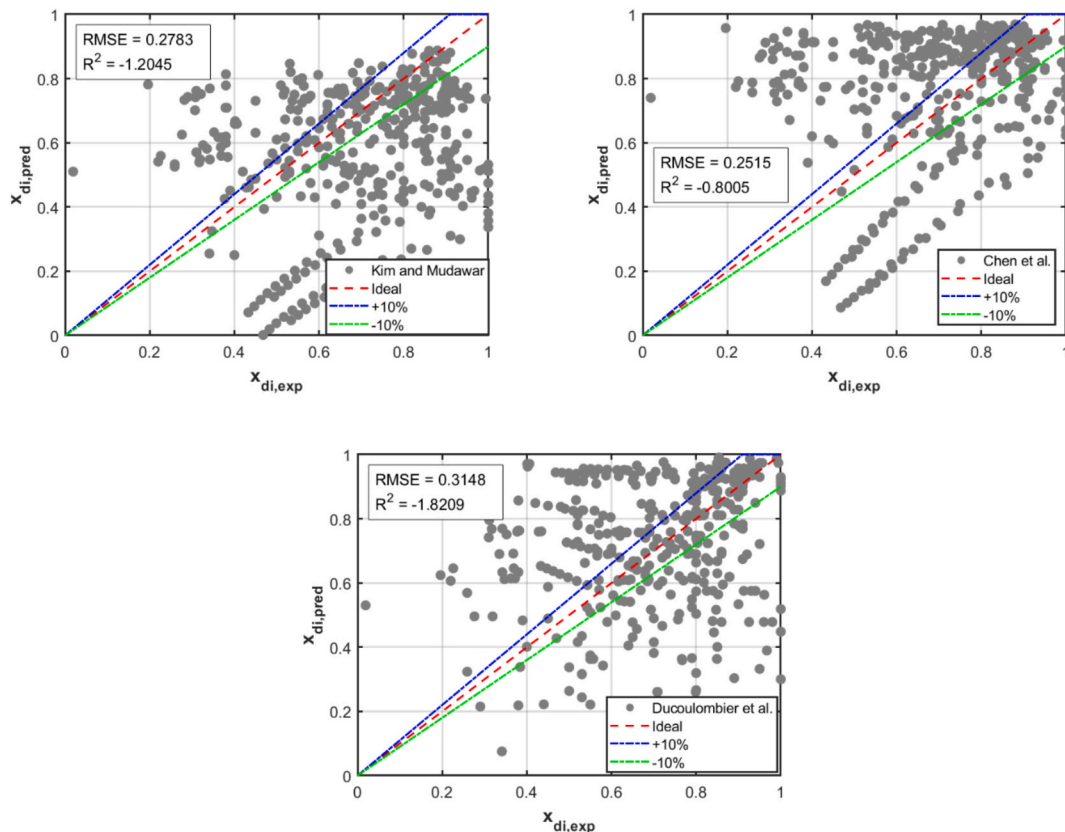 RMSE = 0.2783
R² = -1.2045
1
0.8
0.6
0.4
0.2
0
x_di,pred
Kim and Mudawar
Ideal
+10%
-10%
0 0.2 0.4 0.6 0.8 1
x_di,exp
1
0.8
0.6
0.4
0.2
0
x_di,pred
RMSE = 0.2515
R² = -0.8005
Chen et al.
Ideal
+10%
-10%
0 0.2 0.4 0.6 0.8 1
x_di,exp
RMSE = 0.3148
R² = -1.8209
1
0.8
0.6
0.4
0.2
0
x_di,pred
Ducoulombier et al.
Ideal
+10%
-10%
0 0.2 0.4 0.6 0.8 1
x_di,exp